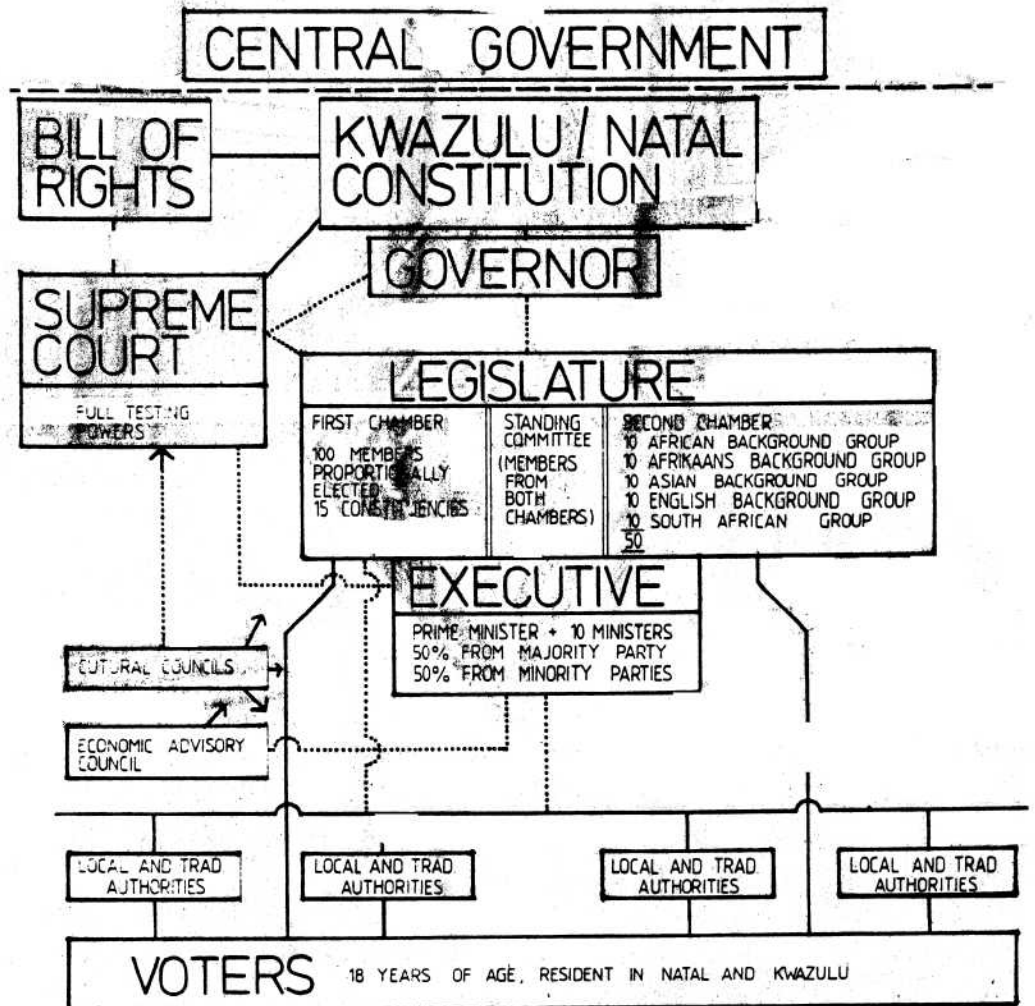 CENTRAL GOVERNMENT
BILL OF
RIGHTS
KWAZULU / NATAL
CONSTITUTION
GOVERNOR
SUPREME
COURT
FULL TESTING
POWERS
LEGISLATURE
FIRST CHAMBER
100 MEMBERS
PROPORTIONALLY
ELECTED
15 CONSTITUENCIES
STANDING
COMMITTEE
(MEMBERS
FROM
BOTH
CHAMBERS)
SECOND CHAMBER
10 AFRICAN BACKGROUND GROUP
10 AFRIKAANS BACKGROUND GROUP
10 ASIAN BACKGROUND GROUP
10 ENGLISH BACKGROUND GROUP
10 SOUTH AFRICAN GROUP
50
EXECUTIVE
PRIME MINISTER + 10 MINISTERS
50% FROM MAJORITY PARTY
50% FROM MINORITY PARTIES
CUTURAL COUNCILS
ECONOMIC ADVISORY
COUNCIL
LOCAL AND TRAD
AUTHORITIES
LOCAL AND TRAD
AUTHORITIES
LOCAL AND TRAD
AUTHORITIES
LOCAL AND TRAD
AUTHORITIES
VOTERS 18 YEARS OF AGE, RESIDENT IN NATAL AND KWAZULU